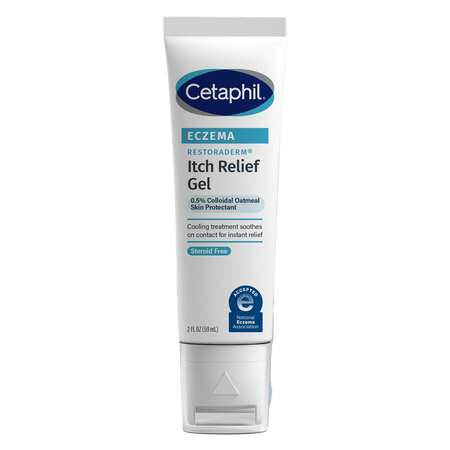 Cetaphil®
ECZEMA
RESTORADERM®
Itch Relief
Gel
0.5% Colloidal Oatmeal
Skin Protectant
Cooling treatment soothes
on contact for instant relief
Steroid Free
ACCEPTED
e
National
Eczema
Association
2 FL OZ (59 mL)